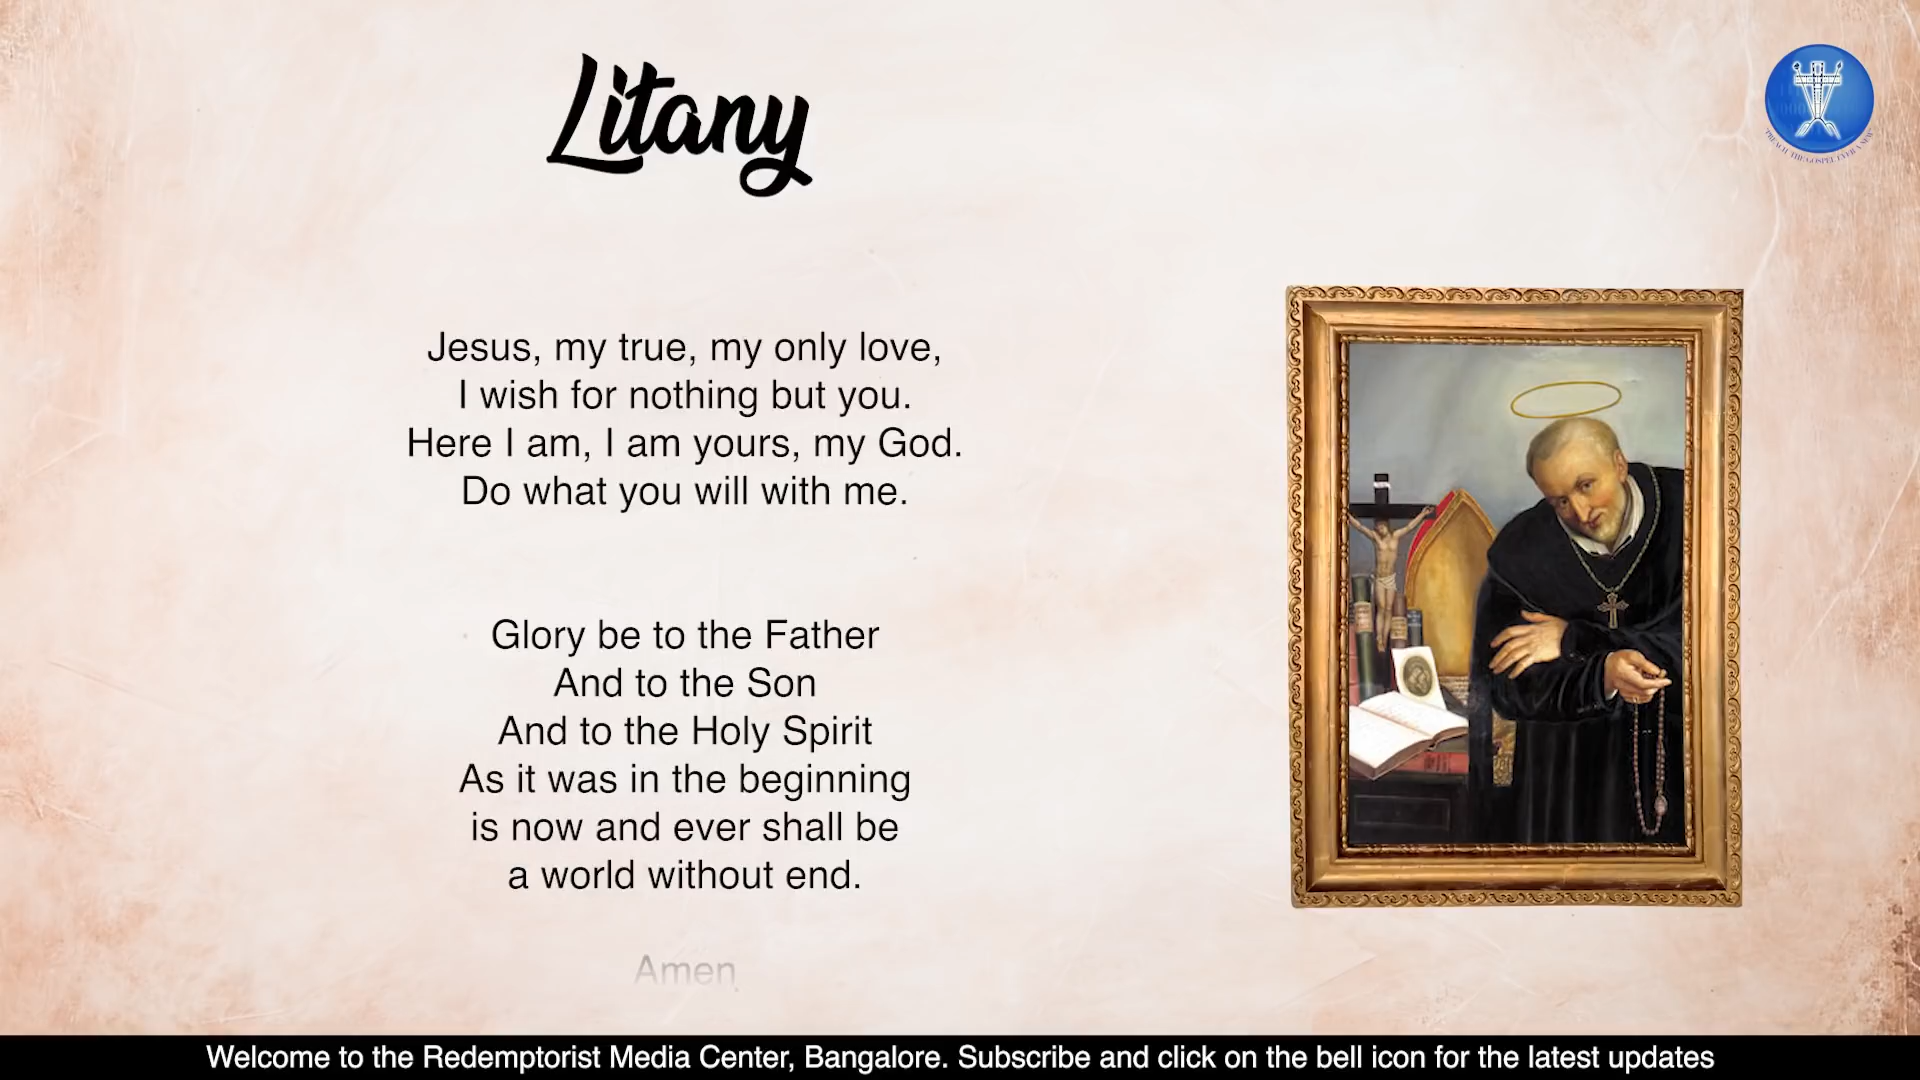 Litany
Jesus, my true, my only love,
I wish for nothing but you.
Here I am, I am yours, my God.
Do what you will with me.
Glory be to the Father
And to the Son
And to the Holy Spirit
As it was in the beginning
is now and ever shall be
a world without end.
Amen
Welcome to the Redemptorist Media Center, Bangalore. Subscribe and click on the bell icon for the latest updates